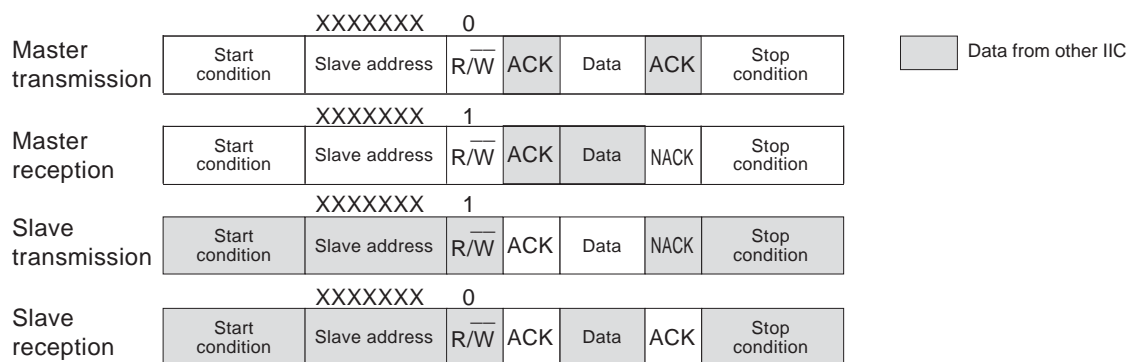 XXXXXXX 0
Master transmission
Start condition Slave address R/W̅ ACK Data ACK Stop condition
Data from other IIC
XXXXXXX 1
Master reception
Start condition Slave address R/W̅ ACK Data NACK Stop condition
XXXXXXX 1
Slave transmission
Start condition Slave address R/W̅ ACK Data NACK Stop condition
XXXXXXX 0
Slave reception
Start condition Slave address R/W̅ ACK Data ACK Stop condition